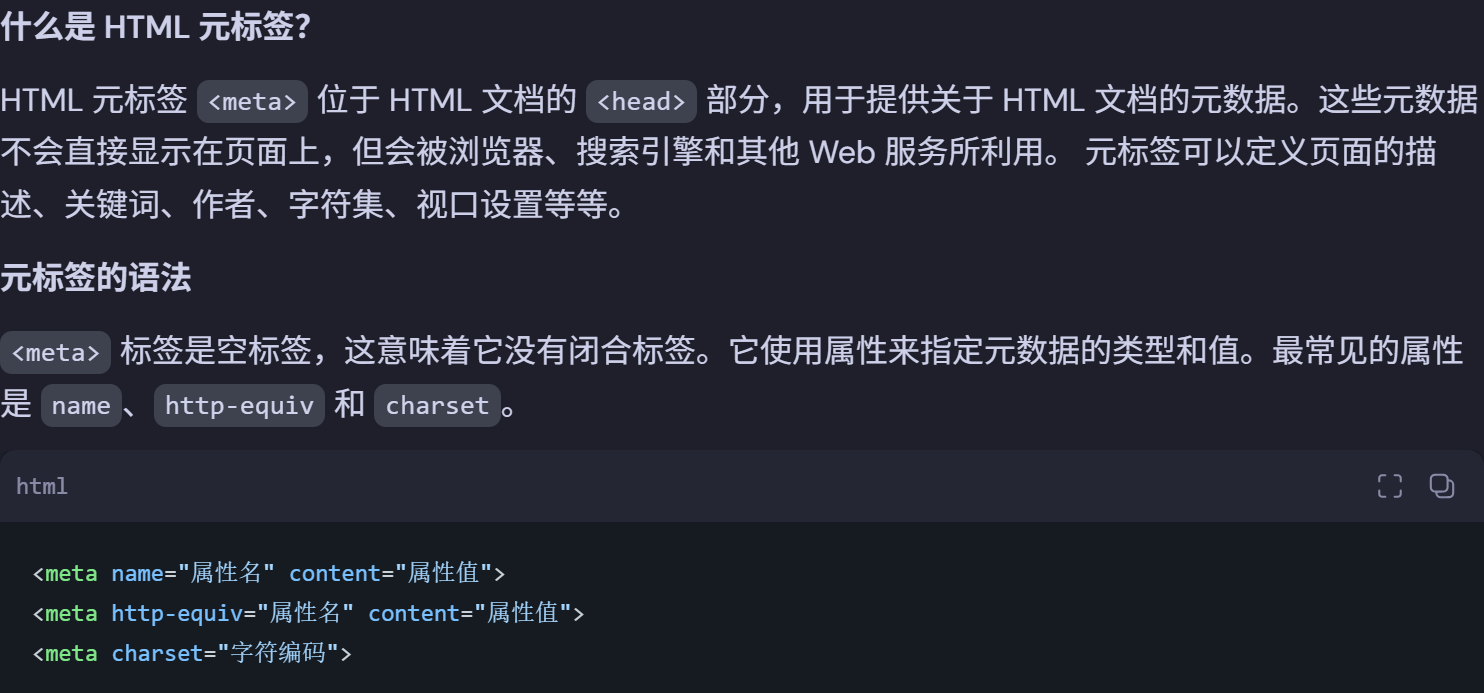 什么是 HTML 元标签？
HTML 元标签 <meta> 位于 HTML 文档的 <head> 部分，用于提供关于 HTML 文档的元数据。这些元数据
不会直接显示在页面上，但会被浏览器、搜索引擎和其他 Web 服务所利用。 元标签可以定义页面的描
述、关键词、作者、字符集、视口设置等等。
元标签的语法
<meta> 标签是空标签，这意味着它没有闭合标签。它使用属性来指定元数据的类型和值。最常见的属性
是 name、http-equiv 和 charset。
html
<meta name="属性名" content="属性值">
<meta http-equiv="属性名" content="属性值">
<meta charset="字符编码">